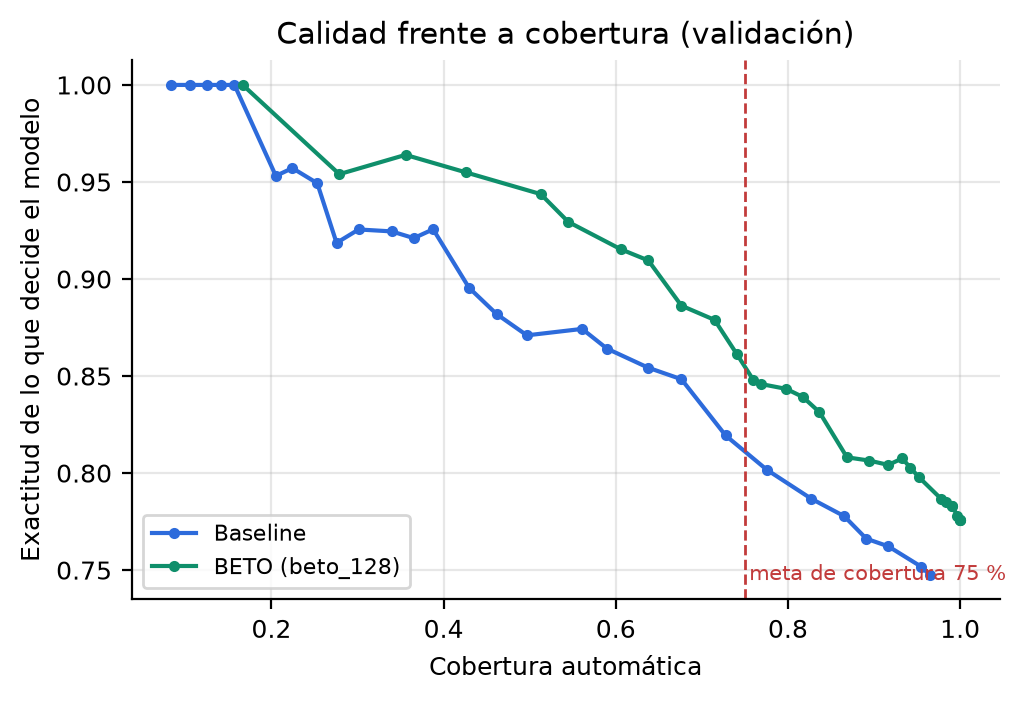 Calidad frente a cobertura (validación)
Exactitud de lo que decide el modelo
1.00
0.95
0.90
0.85
0.80
0.75
Baseline
BETO (beto_128)
meta de cobertura 75 %
0.2 0.4 0.6 0.8 1.0
Cobertura automática